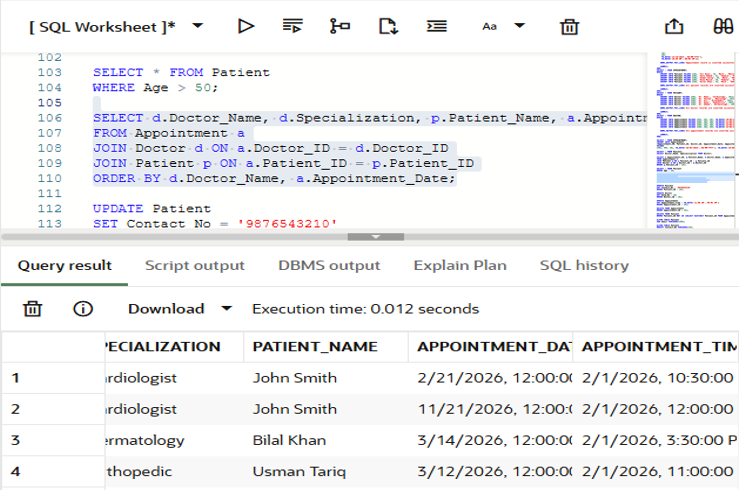 [ SQL Worksheet ]*
Aa
102
103 SELECT * FROM Patient
104 WHERE Age > 50;
105
106 SELECT d.Doctor_Name, d.Specialization, p.Patient_Name, a.Appoint
107 FROM Appointment a
108 JOIN Doctor d ON a.Doctor_ID = d.Doctor_ID
109 JOIN Patient p ON a.Patient_ID = p.Patient_ID
110 ORDER BY d.Doctor_Name, a.Appointment_Date;
111
112 UPDATE Patient
113 SET Contact_No = '9876543210'
Query result Script output DBMS output Explain Plan SQL history
Download Execution time: 0.012 seconds
PECIALIZATION PATIENT_NAME APPOINTMENT_DAT APPOINTMENT_TIM
1 rdiologist John Smith 2/21/2026, 12:00:0 2/1/2026, 10:30:00
2 rdiologist John Smith 11/21/2026, 12:00: 2/1/2026, 12:00:00
3 ermatology Bilal Khan 3/14/2026, 12:00:0 2/1/2026, 3:30:00 P
4 thopedic Usman Tariq 3/12/2026, 12:00:0 2/1/2026, 11:00:00